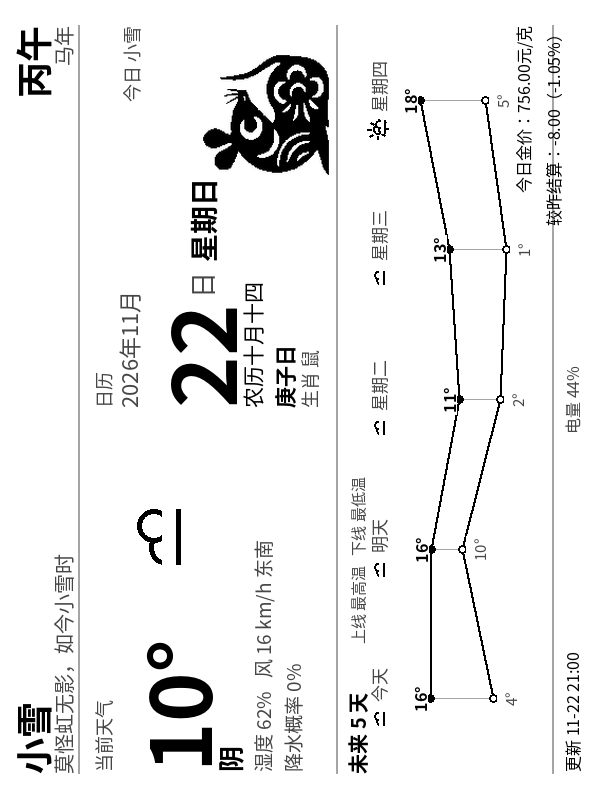 小雪
莫怪虹无影，如今小雪时
丙午
马年
当前天气
10°
阴
湿度 62% 风 16 km/h 东南
降水概率 0%
日历
2026年11月
今日 小雪
22 日 星期日
农历十月十四
庚子日
生肖 鼠
未来 5 天
上线 最高温 下线 最低温
今天 明天 星期二 星期三 星期四
16° 16° 11° 13° 18°
4° 10° 2° 1° 5°
今日金价：756.00元/克
较昨结算：-8.00（-1.05%）
更新 11-22 21:00
电量 44%